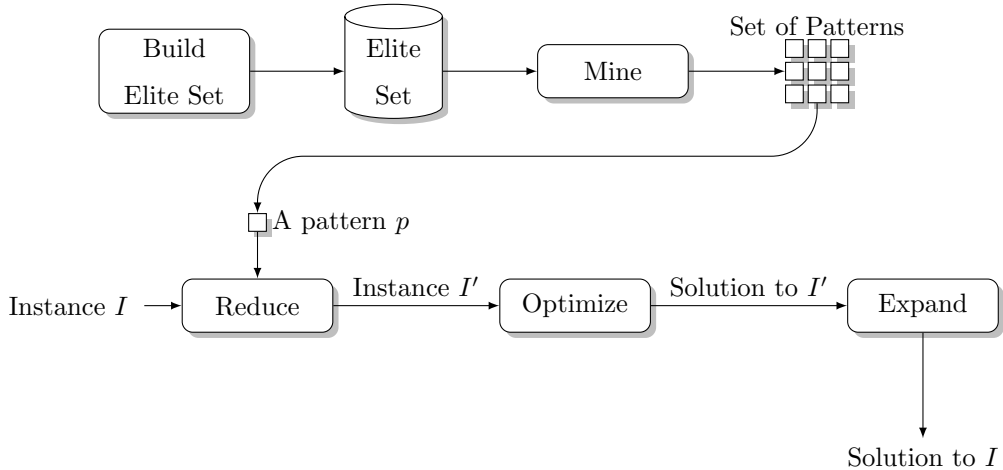 Build
Elite Set
Elite
Set
Mine
Set of Patterns
A pattern p
Instance I
Reduce
Instance I′
Optimize
Solution to I′
Expand
Solution to I